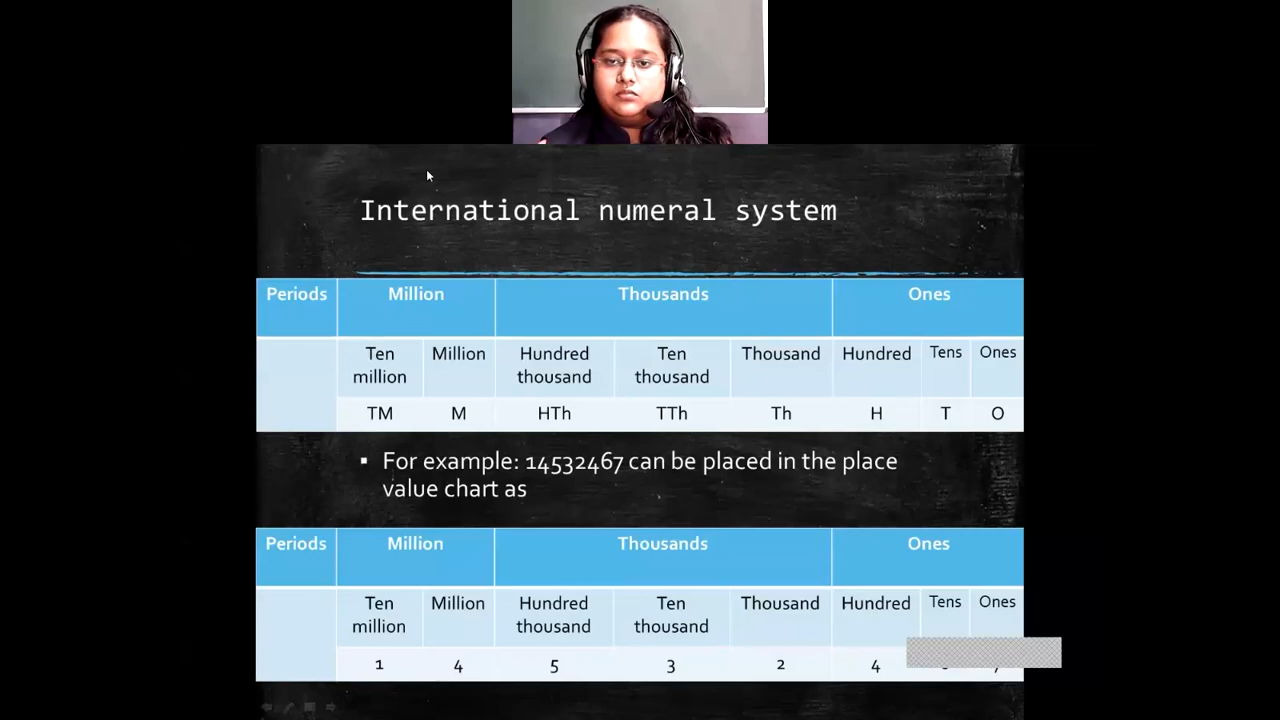 International numeral system
Periods Million Thousands Ones
Ten million Million Hundred thousand Ten thousand Thousand Hundred Tens Ones
TM M HTh TTh Th H T O
▪ For example: 14532467 can be placed in the place
value chart as
Periods Million Thousands Ones
Ten million Million Hundred thousand Ten thousand Thousand Hundred Tens Ones
1 4 5 3 2 4